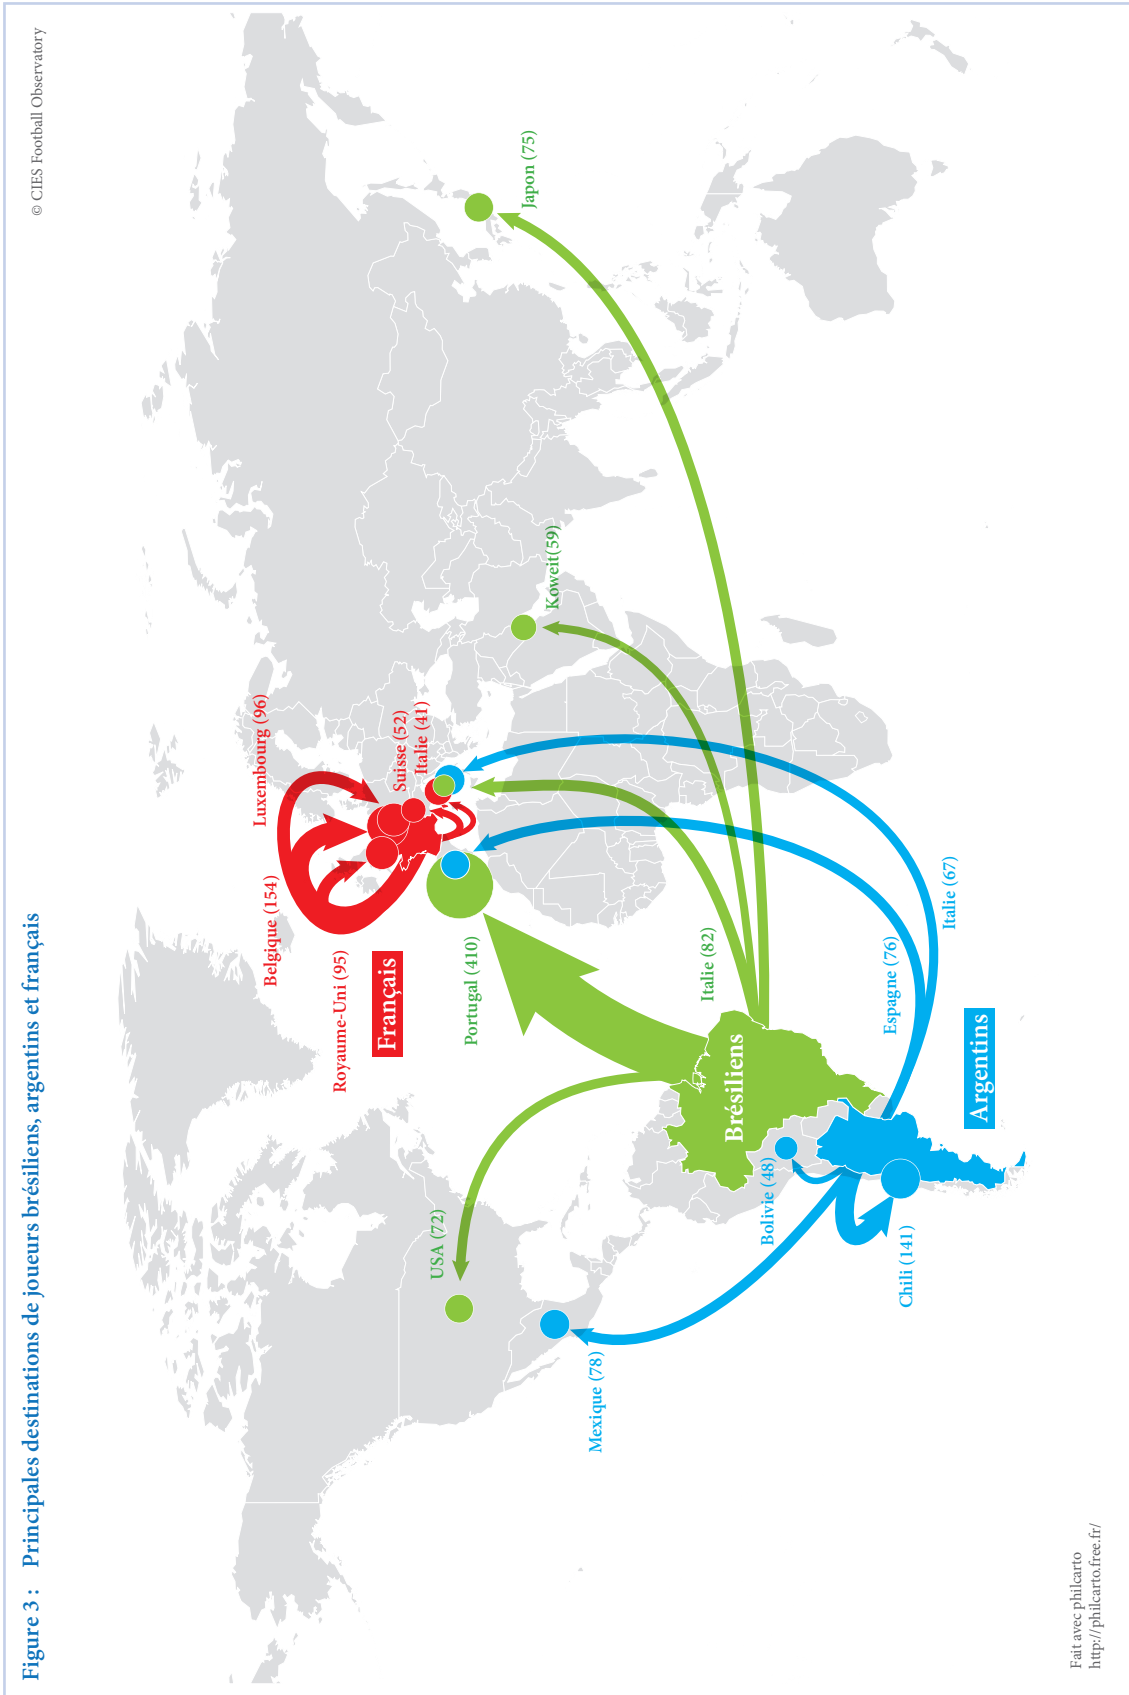 Figure 3 : Principales destinations de joueurs brésiliens, argentins et français
© CIES Football Observatory
Luxembourg (96)
Belgique (154)
Royaume-Uni (95)
Français
Suisse (52)
Italie (41)
USA (72)
Portugal (410)
Japon (75)
Koweit(59)
Mexique (78)
Italie (82)
Brésiliens
Bolivie (48)
Espagne (76)
Chili (141)
Italie (67)
Argentins
Fait avec philcarto
http://philcarto.free.fr/